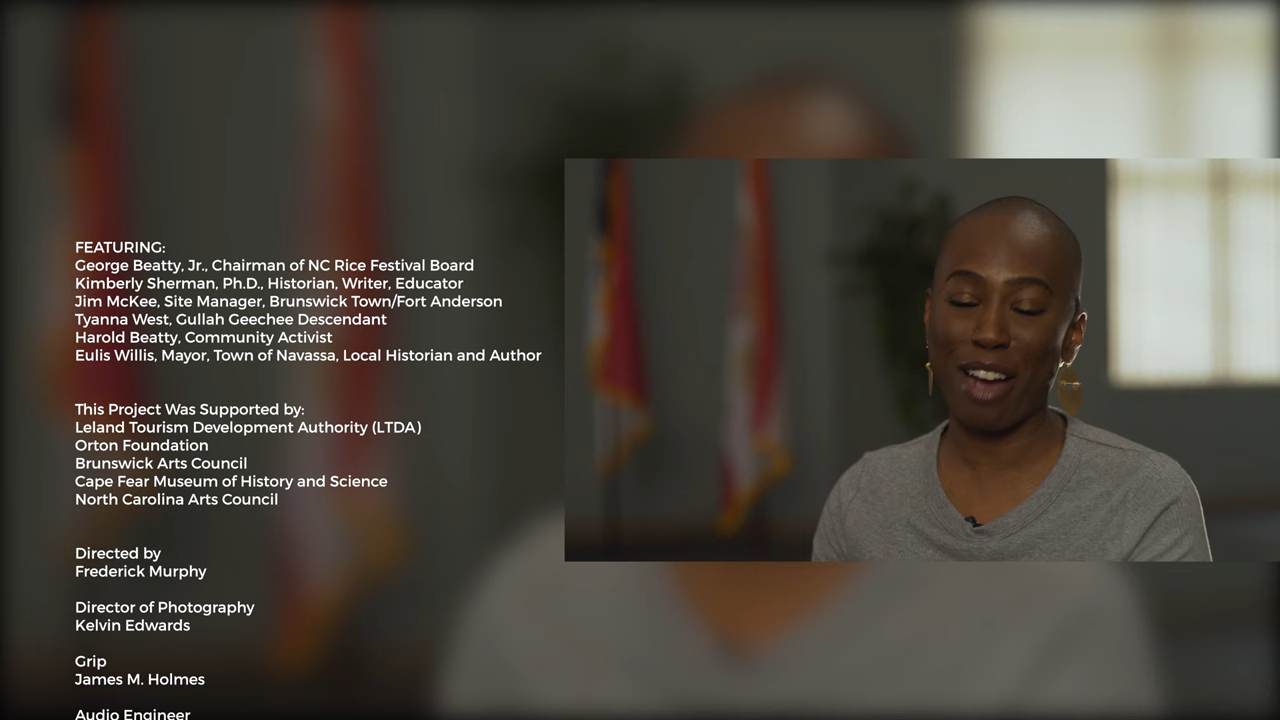 FEATURING:
George Beatty, Jr., Chairman of NC Rice Festival Board
Kimberly Sherman, Ph.D., Historian, Writer, Educator
Jim McKee, Site Manager, Brunswick Town/Fort Anderson
Tyanna West, Gullah Geechee Descendant
Harold Beatty, Community Activist
Eulis Willis, Mayor, Town of Navassa, Local Historian and Author
This Project Was Supported by:
Leland Tourism Development Authority (LTDA)
Orton Foundation
Brunswick Arts Council
Cape Fear Museum of History and Science
North Carolina Arts Council
Directed by
Frederick Murphy
Director of Photography
Kelvin Edwards
Grip
James M. Holmes
Audio Engineer